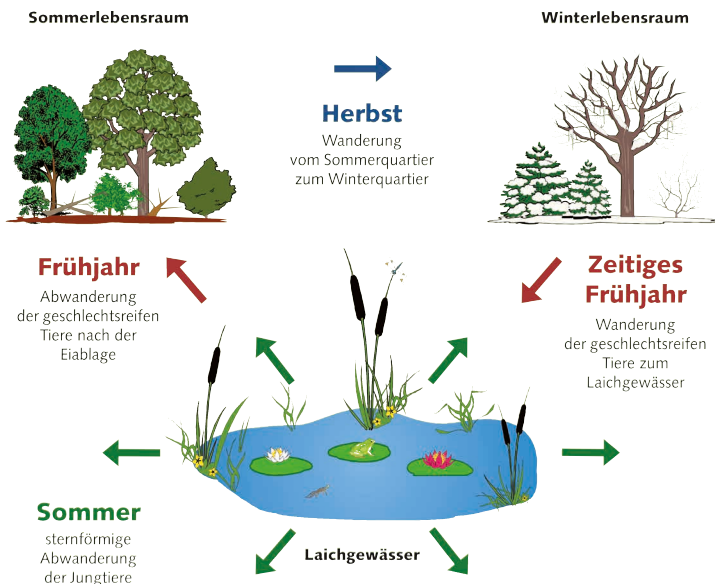 Sommerlebensraum
Winterlebensraum
Herbst
Wanderung
vom Sommerquartier
zum Winterquartier
Frühjahr
Abwanderung
der geschlechtsreifen
Tiere nach der
Eiablage
Zeitiges
Frühjahr
Wanderung
der geschlechtsreifen
Tiere zum
Laichgewässer
Sommer
sternförmige
Abwanderung
der Jungtiere
Laichgewässer